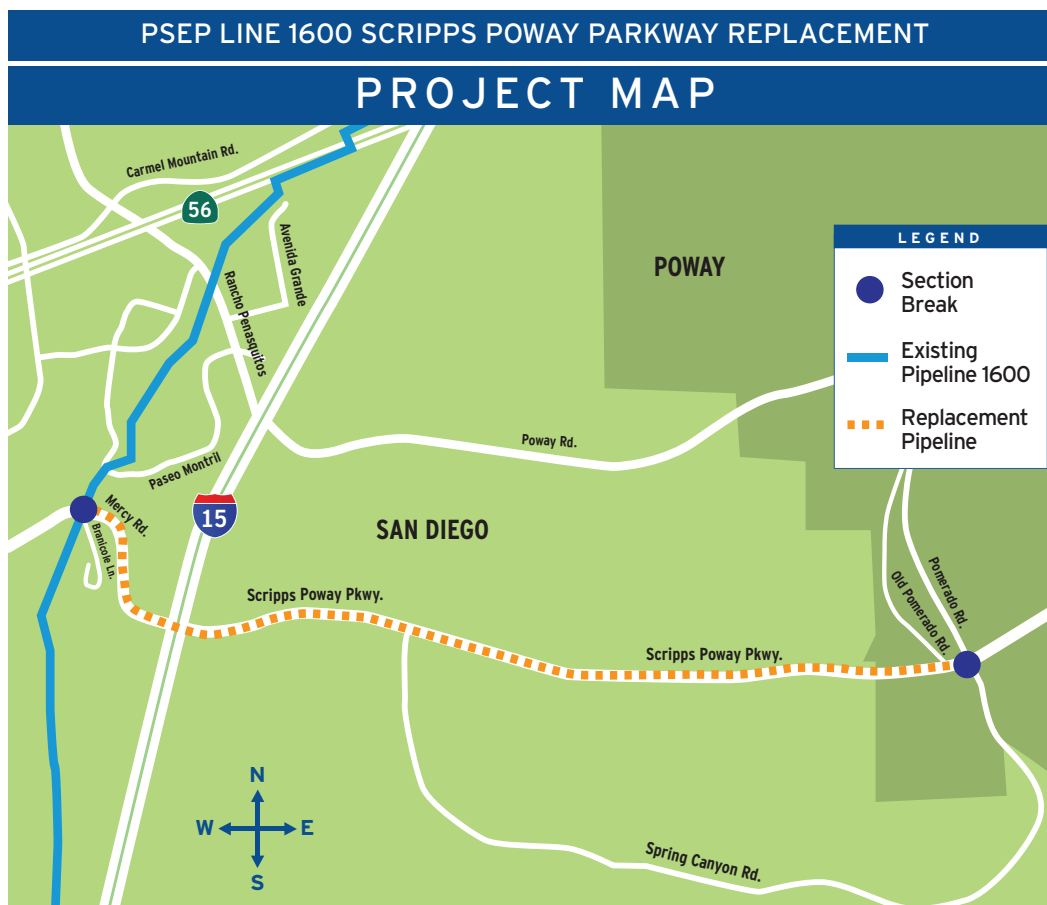 PSEP LINE 1600 SCRIPPS POWAY PARKWAY REPLACEMENT
PROJECT MAP
Carmel Mountain Rd.
56
Avenida Grande
Rancho Penasquitos
POWAY
LEGEND
Section
Break
Existing
Pipeline 1600
Replacement
Pipeline
Poway Rd.
Paseo Montril
Mercy Rd.
Branicole Ln.
15
SAN DIEGO
Scripps Poway Pkwy.
Scripps Poway Pkwy.
Old Pomerado Rd.
Pomerado Rd.
N
W
E
S
Spring Canyon Rd.